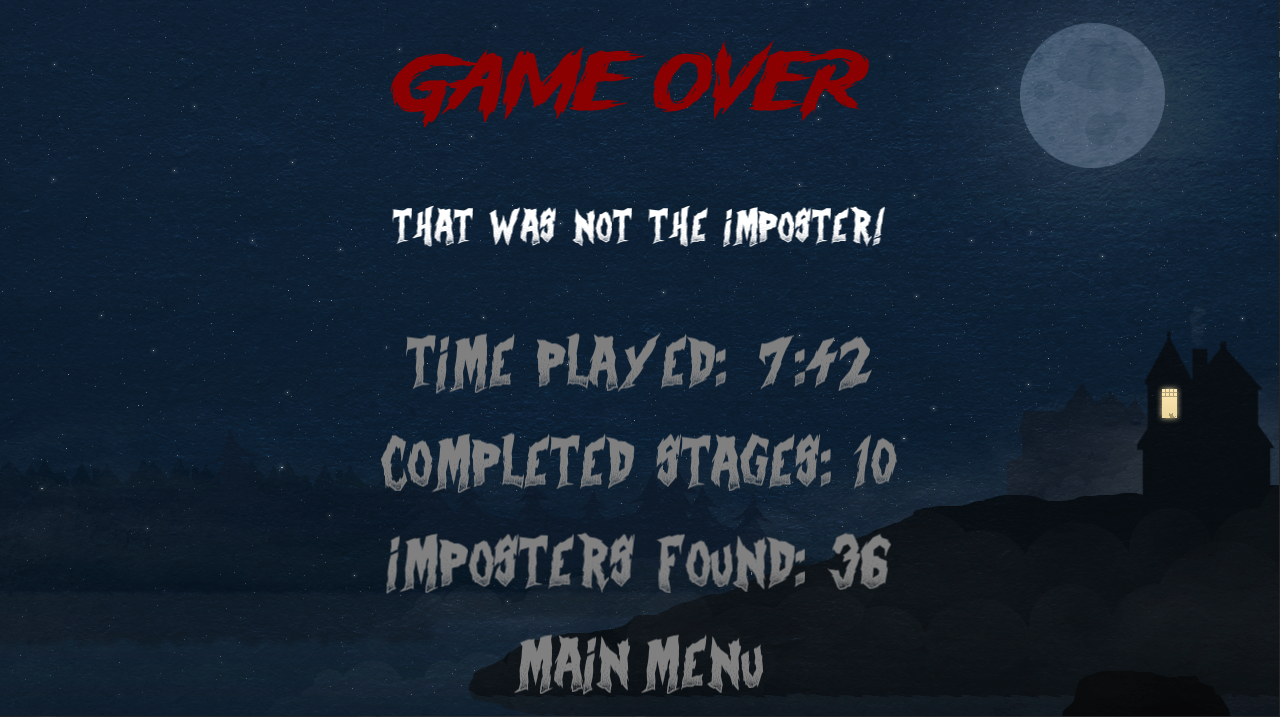 GAME OVER
THAT WAS NOT THE IMPOSTER!
TIME PLAYED: 7:42
COMPLETED STAGES: 10
IMPOSTERS FOUND: 36
MAIN MENU